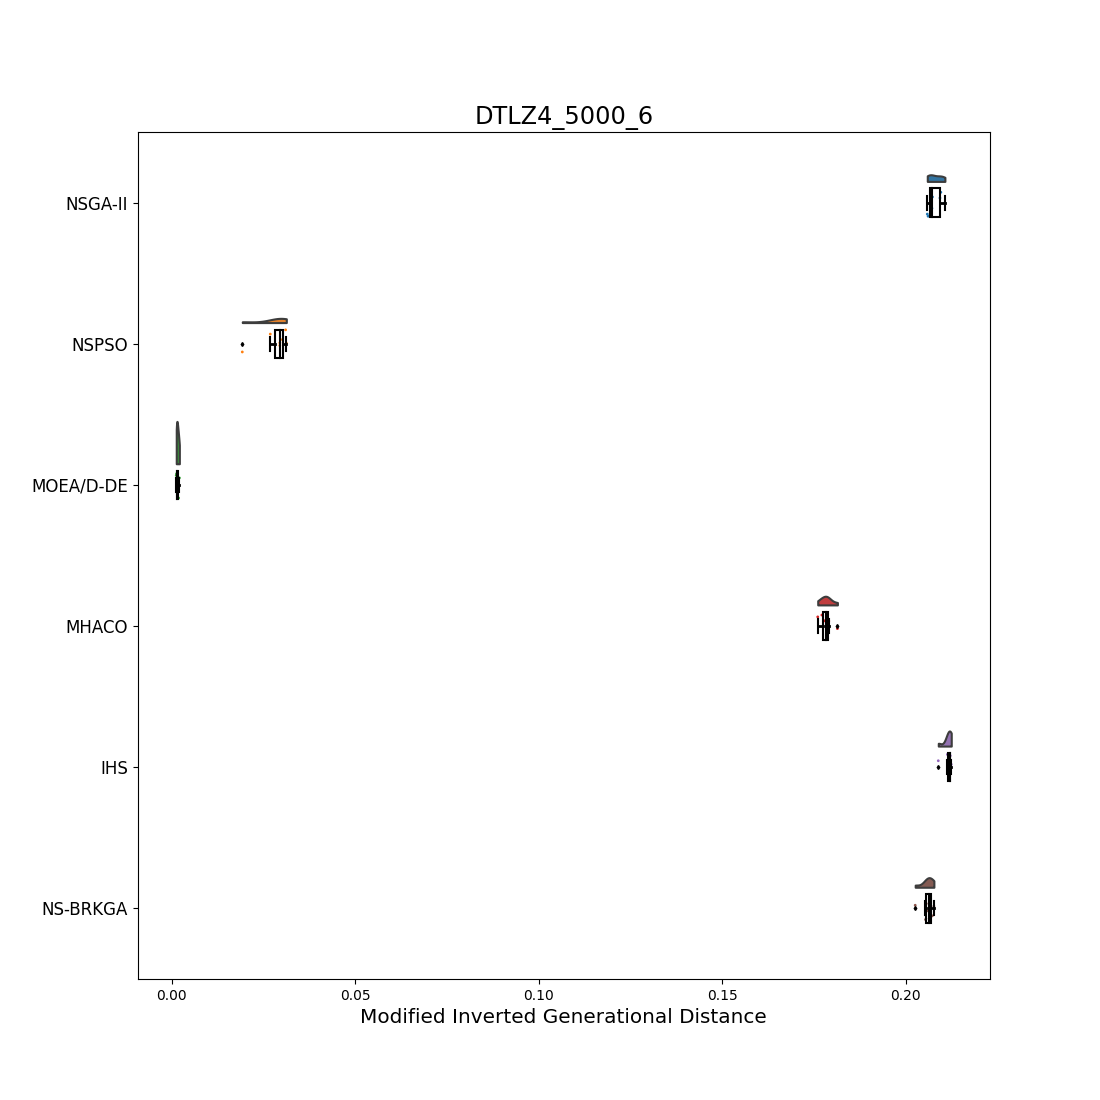 DTLZ4_5000_6
NSGA-II
NSPSO
MOEA/D-DE
MHACO
IHS
NS-BRKGA
0.00 0.05 0.10 0.15 0.20
Modified Inverted Generational Distance